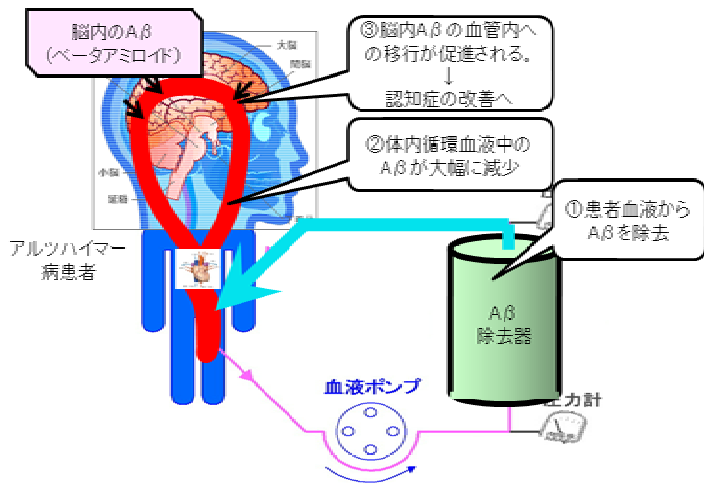 脳内のAβ
(ベータアミロイド)
大脳
間脳
③脳内Aβの血管内へ
の移行が促進される。
↓
認知症の改善へ
②体内循環血液中の
Aβが大幅に減少
小脳
①患者血液から
Aβを除去
アルツハイマー
病患者
Aβ
除去器
血液ポンプ
圧力計